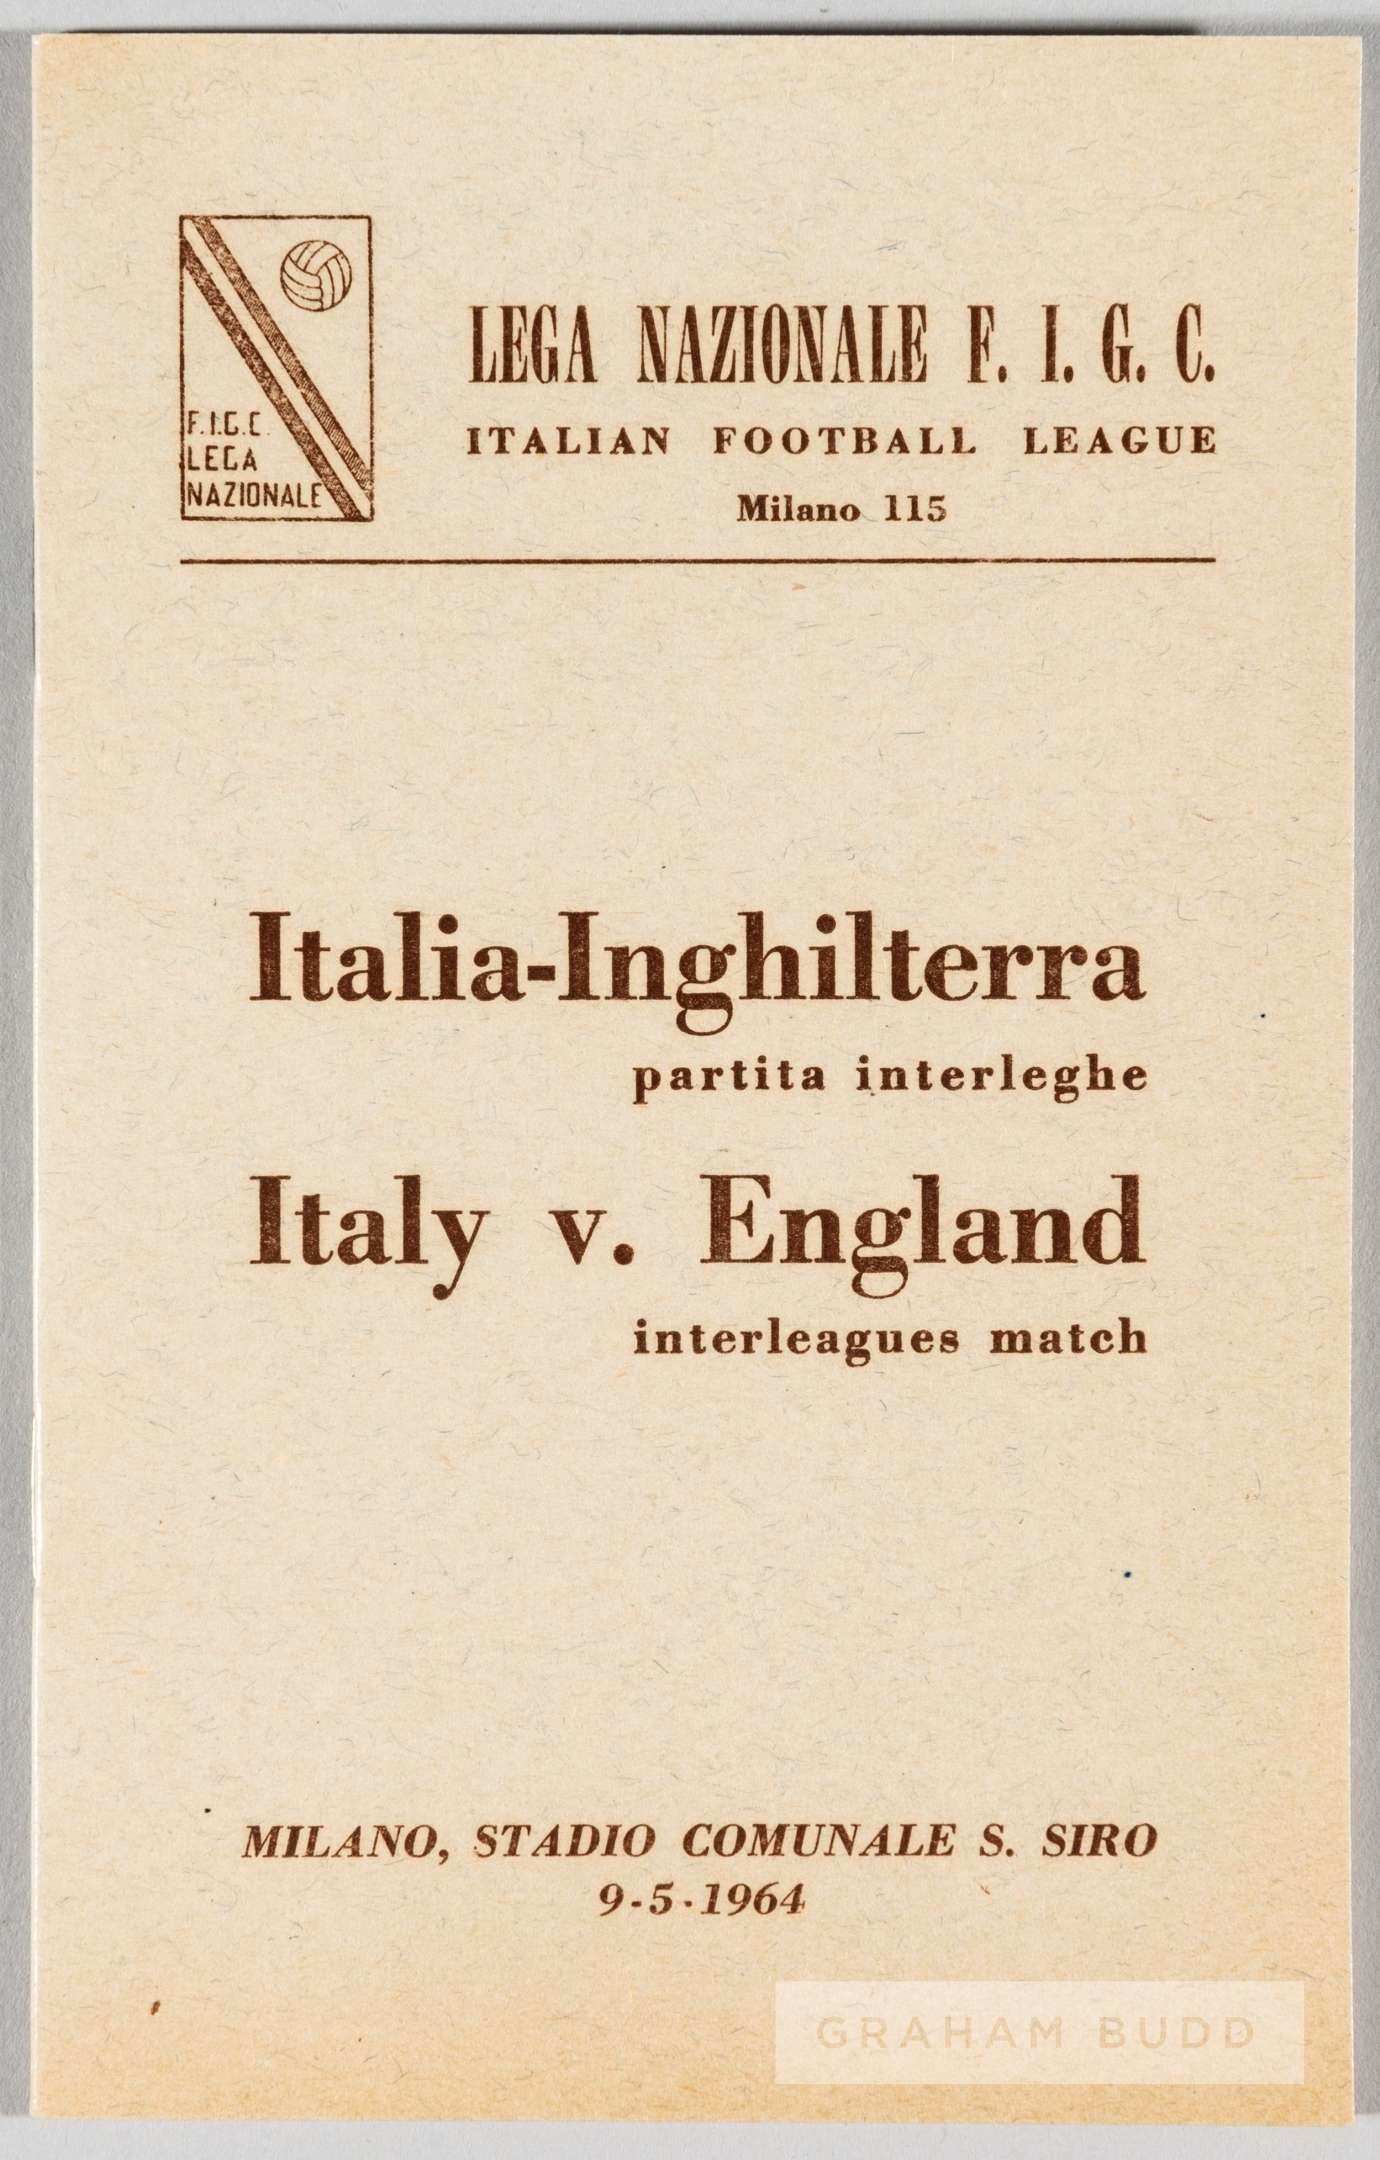 F.I.G.C.
LEGA
NAZIONALE
LEGA NAZIONALE F. I. G. C.
ITALIAN FOOTBALL LEAGUE
Milano 115
Italia-Inghilterra
partita interleghe
Italy v. England
interleagues match
MILANO, STADIO COMUNALE S. SIRO
9-5-1964
GRAHAM BUDD